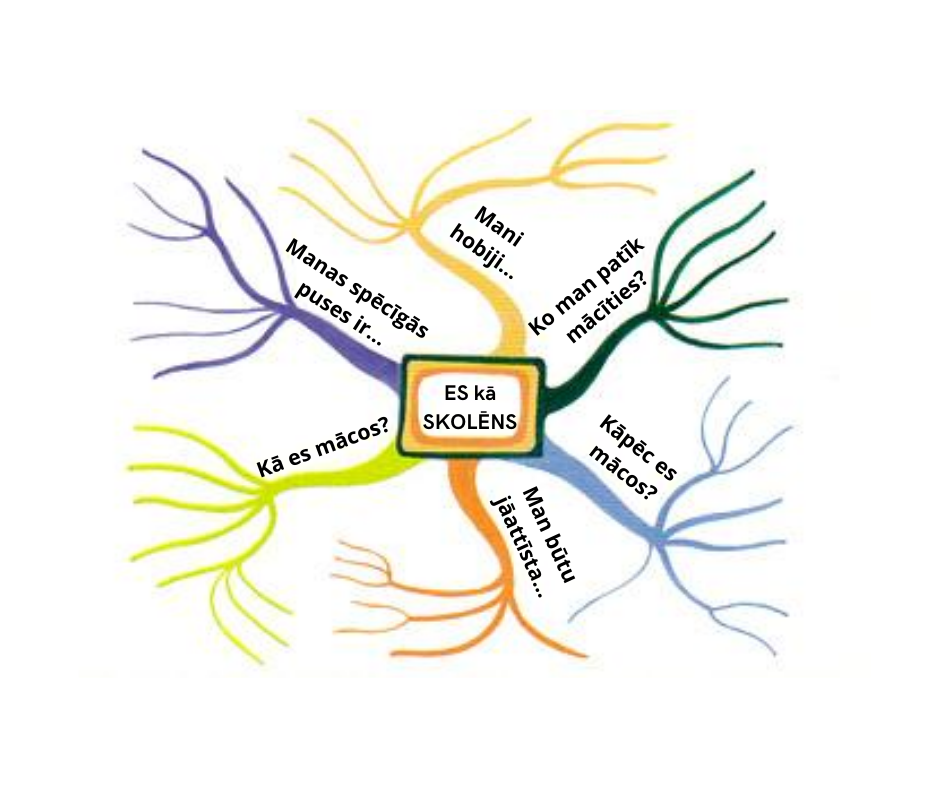 Mani
hobiji...
Ko man patīk
mācīties?
Manas spēcīgās
puses ir...
ES kā
SKOLĒNS
Kā es mācos?
Kāpēc es
mācos?
Man būtu
jāattīsta...